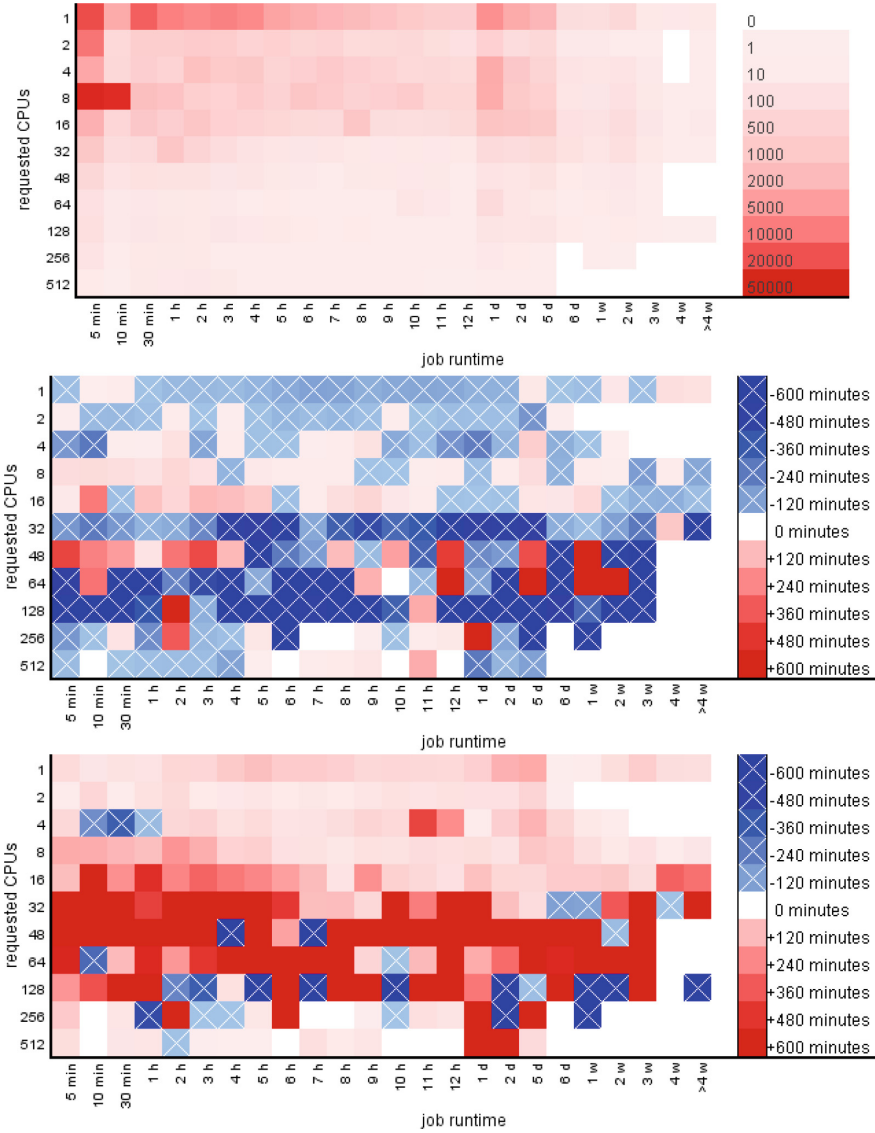 requested CPUs
1
2
4
8
16
32
48
64
128
256
512
5 min
10 min
30 min
1 h
2 h
3 h
4 h
5 h
6 h
7 h
8 h
9 h
10 h
11 h
12 h
1 d
2 d
5 d
6 d
1 w
2 w
3 w
4 w
>4 w
job runtime
0
1
10
100
500
1000
2000
5000
10000
20000
50000
requested CPUs
1
2
4
8
16
32
48
64
128
256
512
5 min
10 min
30 min
1 h
2 h
3 h
4 h
5 h
6 h
7 h
8 h
9 h
10 h
11 h
12 h
1 d
2 d
5 d
6 d
1 w
2 w
3 w
4 w
>4 w
job runtime
-600 minutes
-480 minutes
-360 minutes
-240 minutes
-120 minutes
0 minutes
+120 minutes
+240 minutes
+360 minutes
+480 minutes
+600 minutes
requested CPUs
1
2
4
8
16
32
48
64
128
256
512
5 min
10 min
30 min
1 h
2 h
3 h
4 h
5 h
6 h
7 h
8 h
9 h
10 h
11 h
12 h
1 d
2 d
5 d
6 d
1 w
2 w
3 w
4 w
>4 w
job runtime
-600 minutes
-480 minutes
-360 minutes
-240 minutes
-120 minutes
0 minutes
+120 minutes
+240 minutes
+360 minutes
+480 minutes
+600 minutes